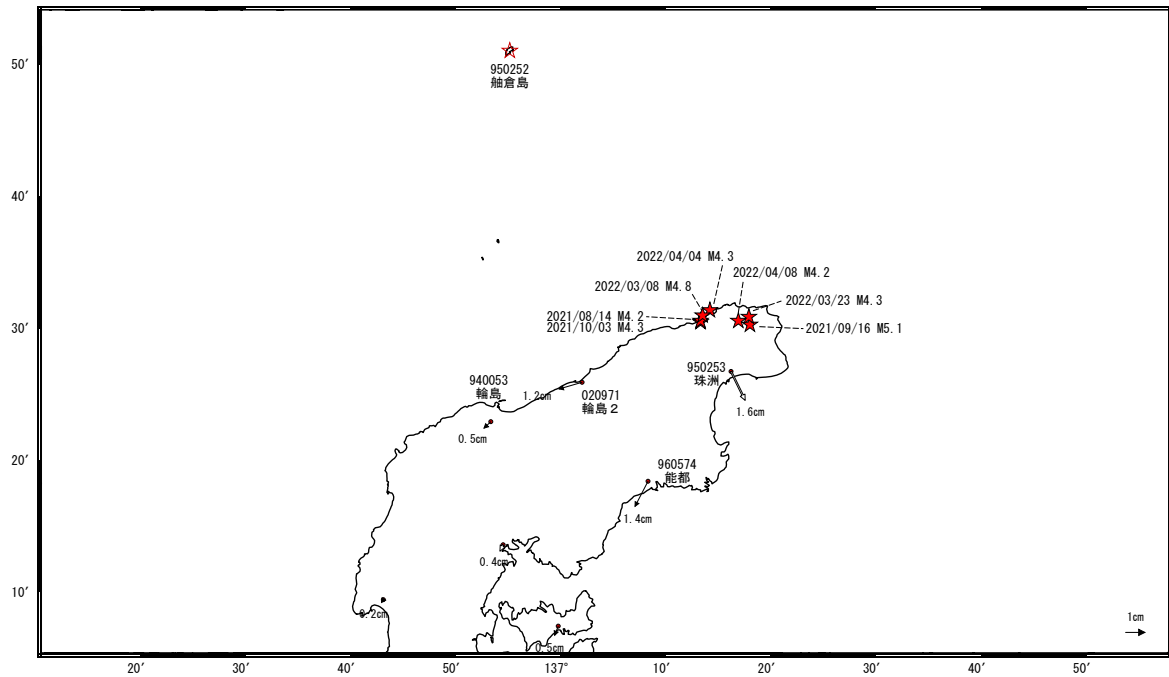 50′
950252
舳倉島
40′
2022/04/04 M4.3
2022/04/08 M4.2
2022/03/08 M4.8
2022/03/23 M4.3
2021/08/14 M4.2
2021/10/03 M4.3
30′
2021/09/16 M5.1
950253
珠洲
940053
輪島
1.2cm
020971
輪島２
1.6cm
0.5cm
20′
960574
能都
1.4cm
0.4cm
10′
0.2cm
1cm
0.5cm
20′
30′
40′
50′
137°
10′
20′
30′
40′
50′